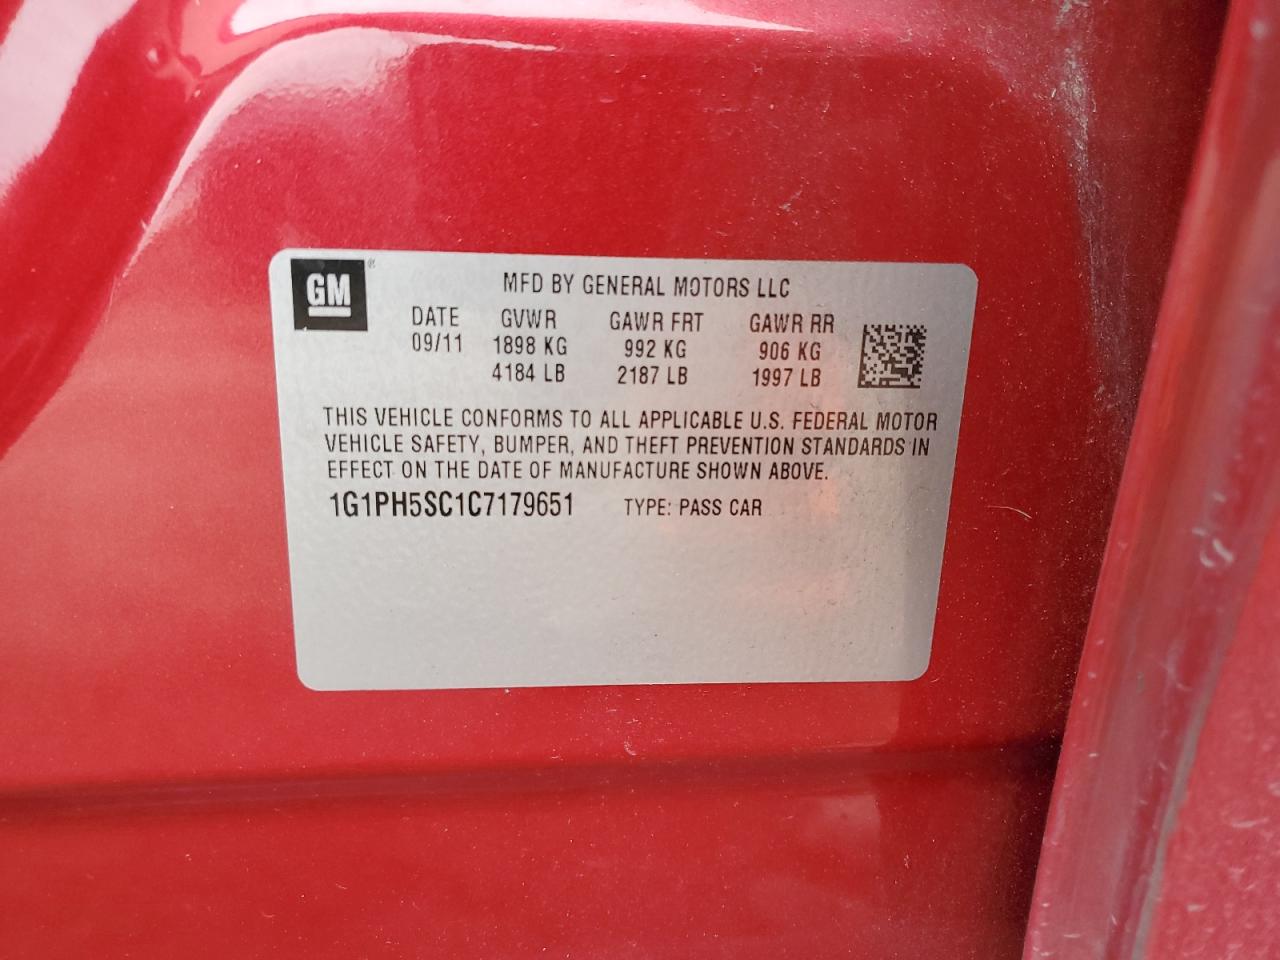 GM®
MFD BY GENERAL MOTORS LLC
DATE GVWR GAWR FRT GAWR RR
09/11 1898 KG 992 KG 906 KG
4184 LB 2187 LB 1997 LB
THIS VEHICLE CONFORMS TO ALL APPLICABLE U.S. FEDERAL MOTOR
VEHICLE SAFETY, BUMPER, AND THEFT PREVENTION STANDARDS IN
EFFECT ON THE DATE OF MANUFACTURE SHOWN ABOVE.
1G1PH5SC1C7179651 TYPE: PASS CAR